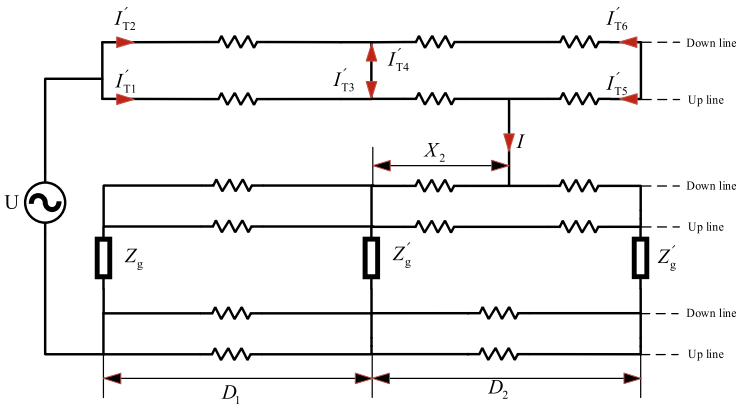 I′T2
I′T6
Down line
I′T4
I′T1
I′T3
I′T5
Up line
I
X2
Down line
U
Up line
Zg
Z′g
Z′g
Down line
Up line
D1
D2